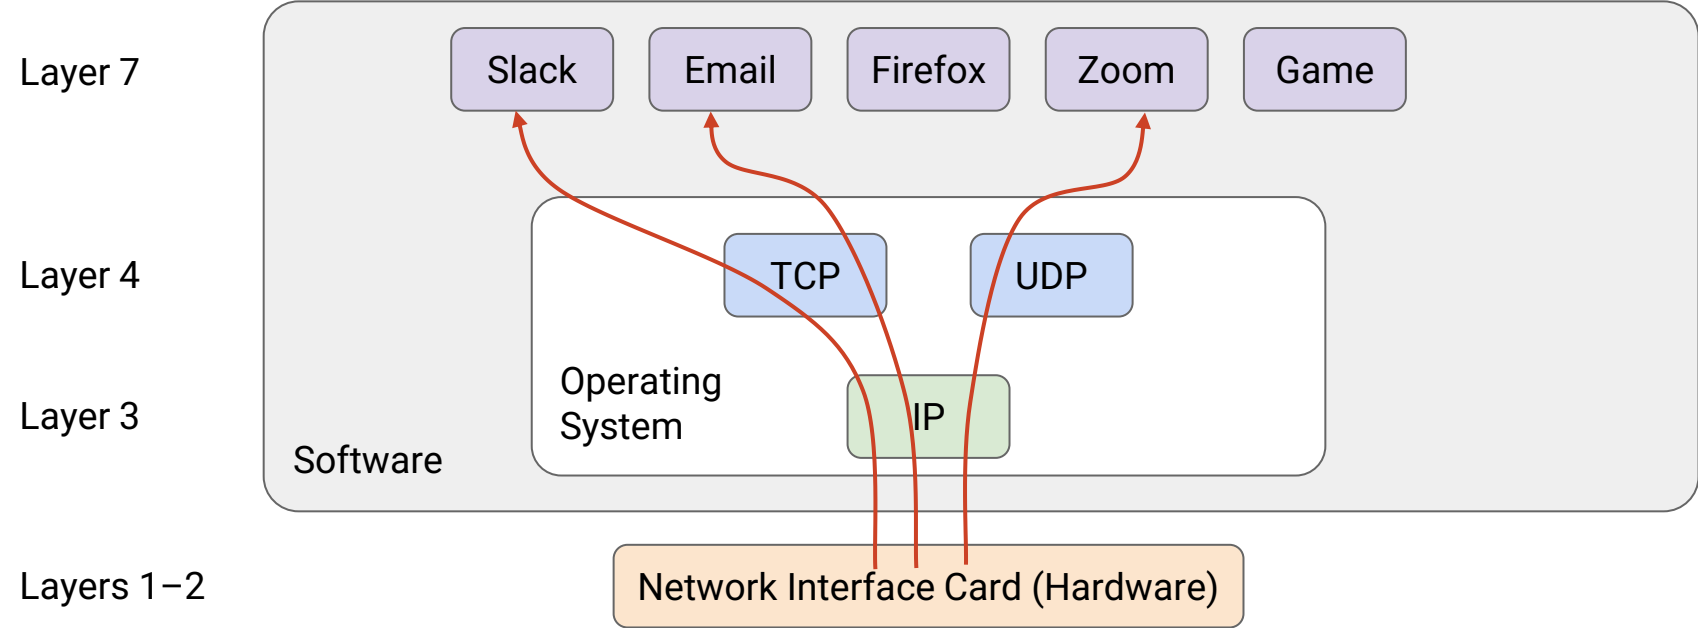 Layer 7
Slack
Email
Firefox
Zoom
Game
Layer 4
TCP
UDP
Operating
System
Layer 3
IP
Software
Layers 1–2
Network Interface Card (Hardware)